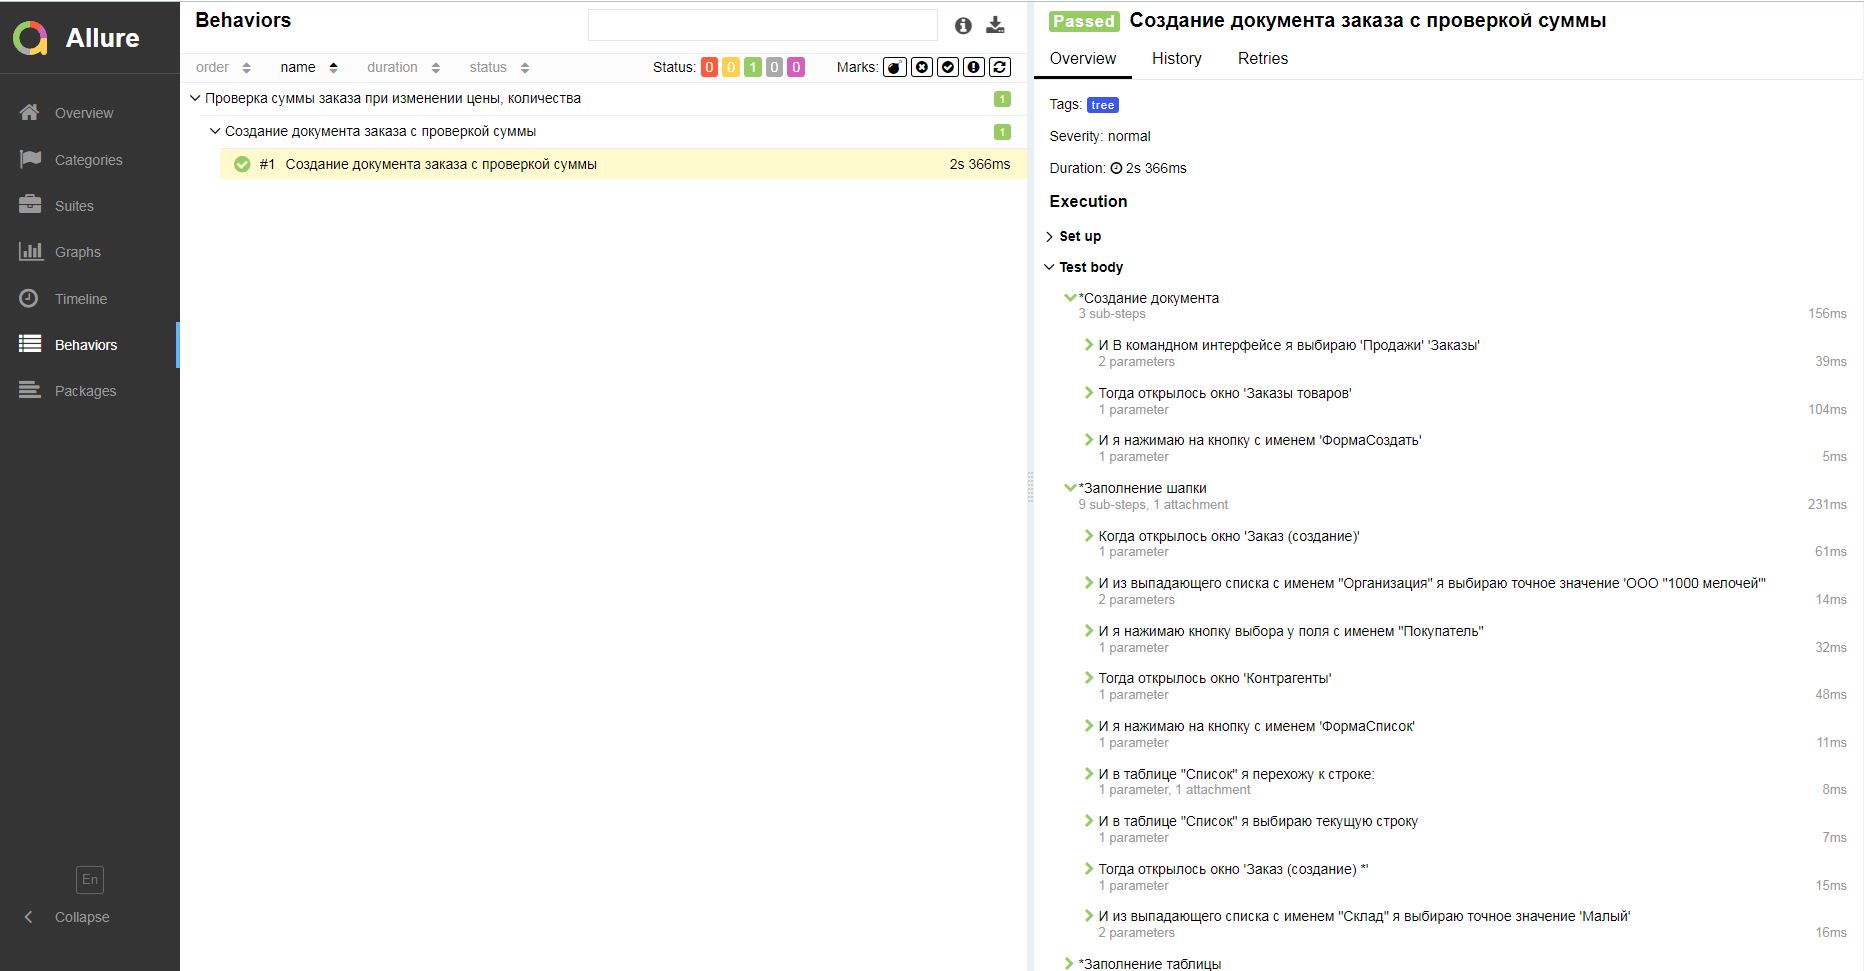 Allure
Overview
Categories
Suites
Graphs
Timeline
Behaviors
Packages
En
Collapse
Behaviors
order name duration status Status: 0 0 1 0 0 Marks:
Проверка суммы заказа при изменении цены, количества 1
Создание документа заказа с проверкой суммы 1
#1 Создание документа заказа с проверкой суммы 2s 366ms
Passed Создание документа заказа с проверкой суммы
Overview History Retries
Tags: tree
Severity: normal
Duration: 2s 366ms
Execution
Set up
Test body
*Создание документа
3 sub-steps 156ms
И В командном интерфейсе я выбираю 'Продажи' 'Заказы'
2 parameters 39ms
Тогда открылось окно 'Заказы товаров'
1 parameter 104ms
И я нажимаю на кнопку с именем 'ФормаСоздать'
1 parameter 5ms
*Заполнение шапки
9 sub-steps, 1 attachment 231ms
Когда открылось окно 'Заказ (создание)'
1 parameter 61ms
И из выпадающего списка с именем "Организация" я выбираю точное значение 'ООО "1000 мелочей"'
2 parameters 14ms
И я нажимаю кнопку выбора у поля с именем "Покупатель"
1 parameter 32ms
Тогда открылось окно 'Контрагенты'
1 parameter 48ms
И я нажимаю на кнопку с именем 'ФормаСписок'
1 parameter 11ms
И в таблице "Список" я перехожу к строке:
1 parameter, 1 attachment 8ms
И в таблице "Список" я выбираю текущую строку
1 parameter 7ms
Тогда открылось окно 'Заказ (создание) *'
1 parameter 15ms
И из выпадающего списка с именем "Склад" я выбираю точное значение 'Малый'
2 parameters 16ms
*Заполнение таблицы